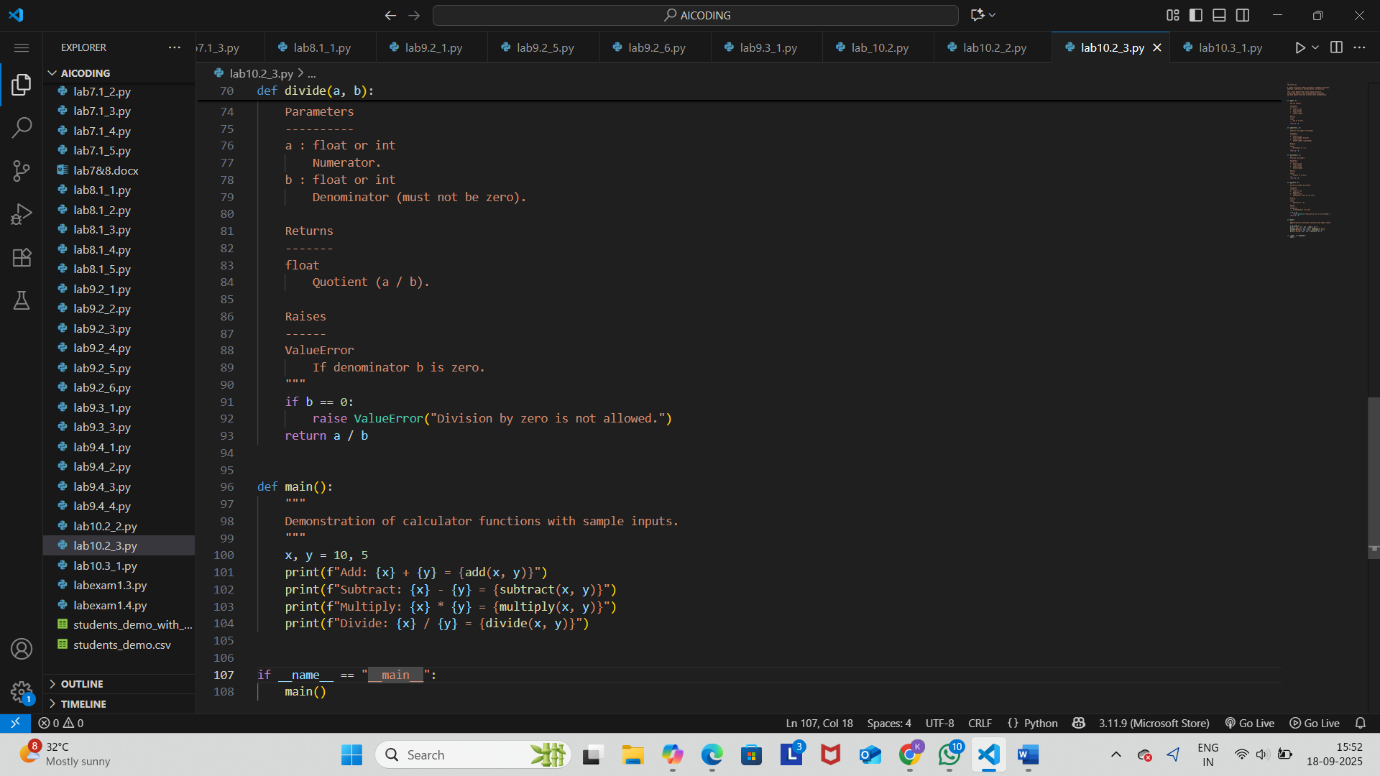 AICODING
EXPLORER
7.1_3.py
lab8.1_1.py
lab9.2_1.py
lab9.2_5.py
lab9.2_6.py
lab9.3_1.py
lab_10.2.py
lab10.2_2.py
lab10.2_3.py
lab10.3_1.py
AICODING
lab7.1_2.py
lab7.1_3.py
lab7.1_4.py
lab7.1_5.py
lab7&8.docx
lab8.1_1.py
lab8.1_2.py
lab8.1_3.py
lab8.1_4.py
lab8.1_5.py
lab9.2_1.py
lab9.2_2.py
lab9.2_3.py
lab9.2_4.py
lab9.2_5.py
lab9.2_6.py
lab9.3_1.py
lab9.3_3.py
lab9.4_1.py
lab9.4_2.py
lab9.4_3.py
lab9.4_4.py
lab10.2_2.py
lab10.2_3.py
lab10.3_1.py
labexam1.3.py
labexam1.4.py
students_demo_with_...
students_demo.csv
OUTLINE
TIMELINE
1
lab10.2_3.py > ...
70 def divide(a, b):
74 Parameters
75 ----------
76 a : float or int
77 Numerator.
78 b : float or int
79 Denominator (must not be zero).
80
81 Returns
82 -------
83 float
84 Quotient (a / b).
85
86 Raises
87 ------
88 ValueError
89 If denominator b is zero.
90 """
91 if b == 0:
92 raise ValueError("Division by zero is not allowed.")
93 return a / b
94
95
96 def main():
97 """
98 Demonstration of calculator functions with sample inputs.
99 """
100 x, y = 10, 5
101 print(f"Add: {x} + {y} = {add(x, y)}")
102 print(f"Subtract: {x} - {y} = {subtract(x, y)}")
103 print(f"Multiply: {x} * {y} = {multiply(x, y)}")
104 print(f"Divide: {x} / {y} = {divide(x, y)}")
105
106
107 if __name__ == "__main__":
108 main()
0 0
Ln 107, Col 18 Spaces: 4 UTF-8 CRLF {} Python 3.11.9 (Microsoft Store) Go Live Go Live
8
32°C
Mostly sunny
Search
3
K
10
ENG
IN
15:52
18-09-2025